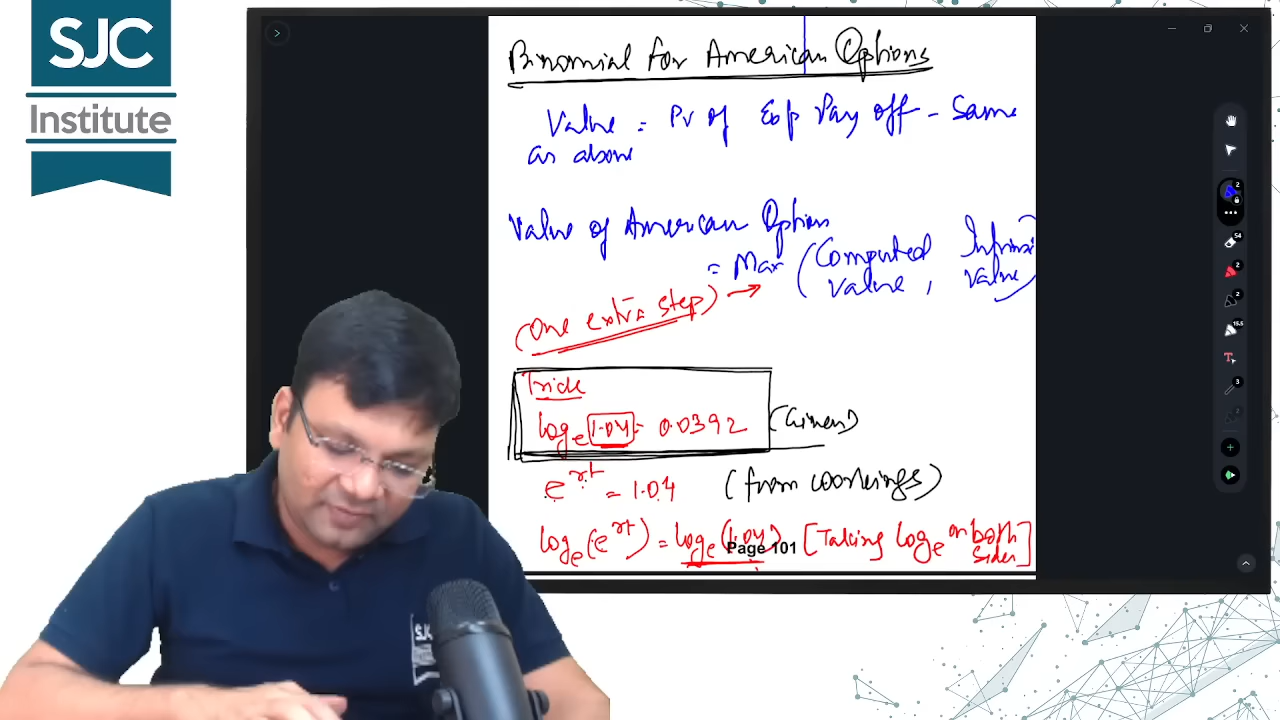 SJC
Institute
Binomial for American Options
Value = PV of Exp Pay off - Same
as above
Value of American Option
= Max (Computed Value, Intrinsic Value)
(One extra step) →
Trick
logₑ 1.04 = 0.0392 (Given)
e^rt = 1.04 (from workings)
logₑ(e^rt) = logₑ(1.04) [Taking logₑ on both sides]
Page 101
SJC